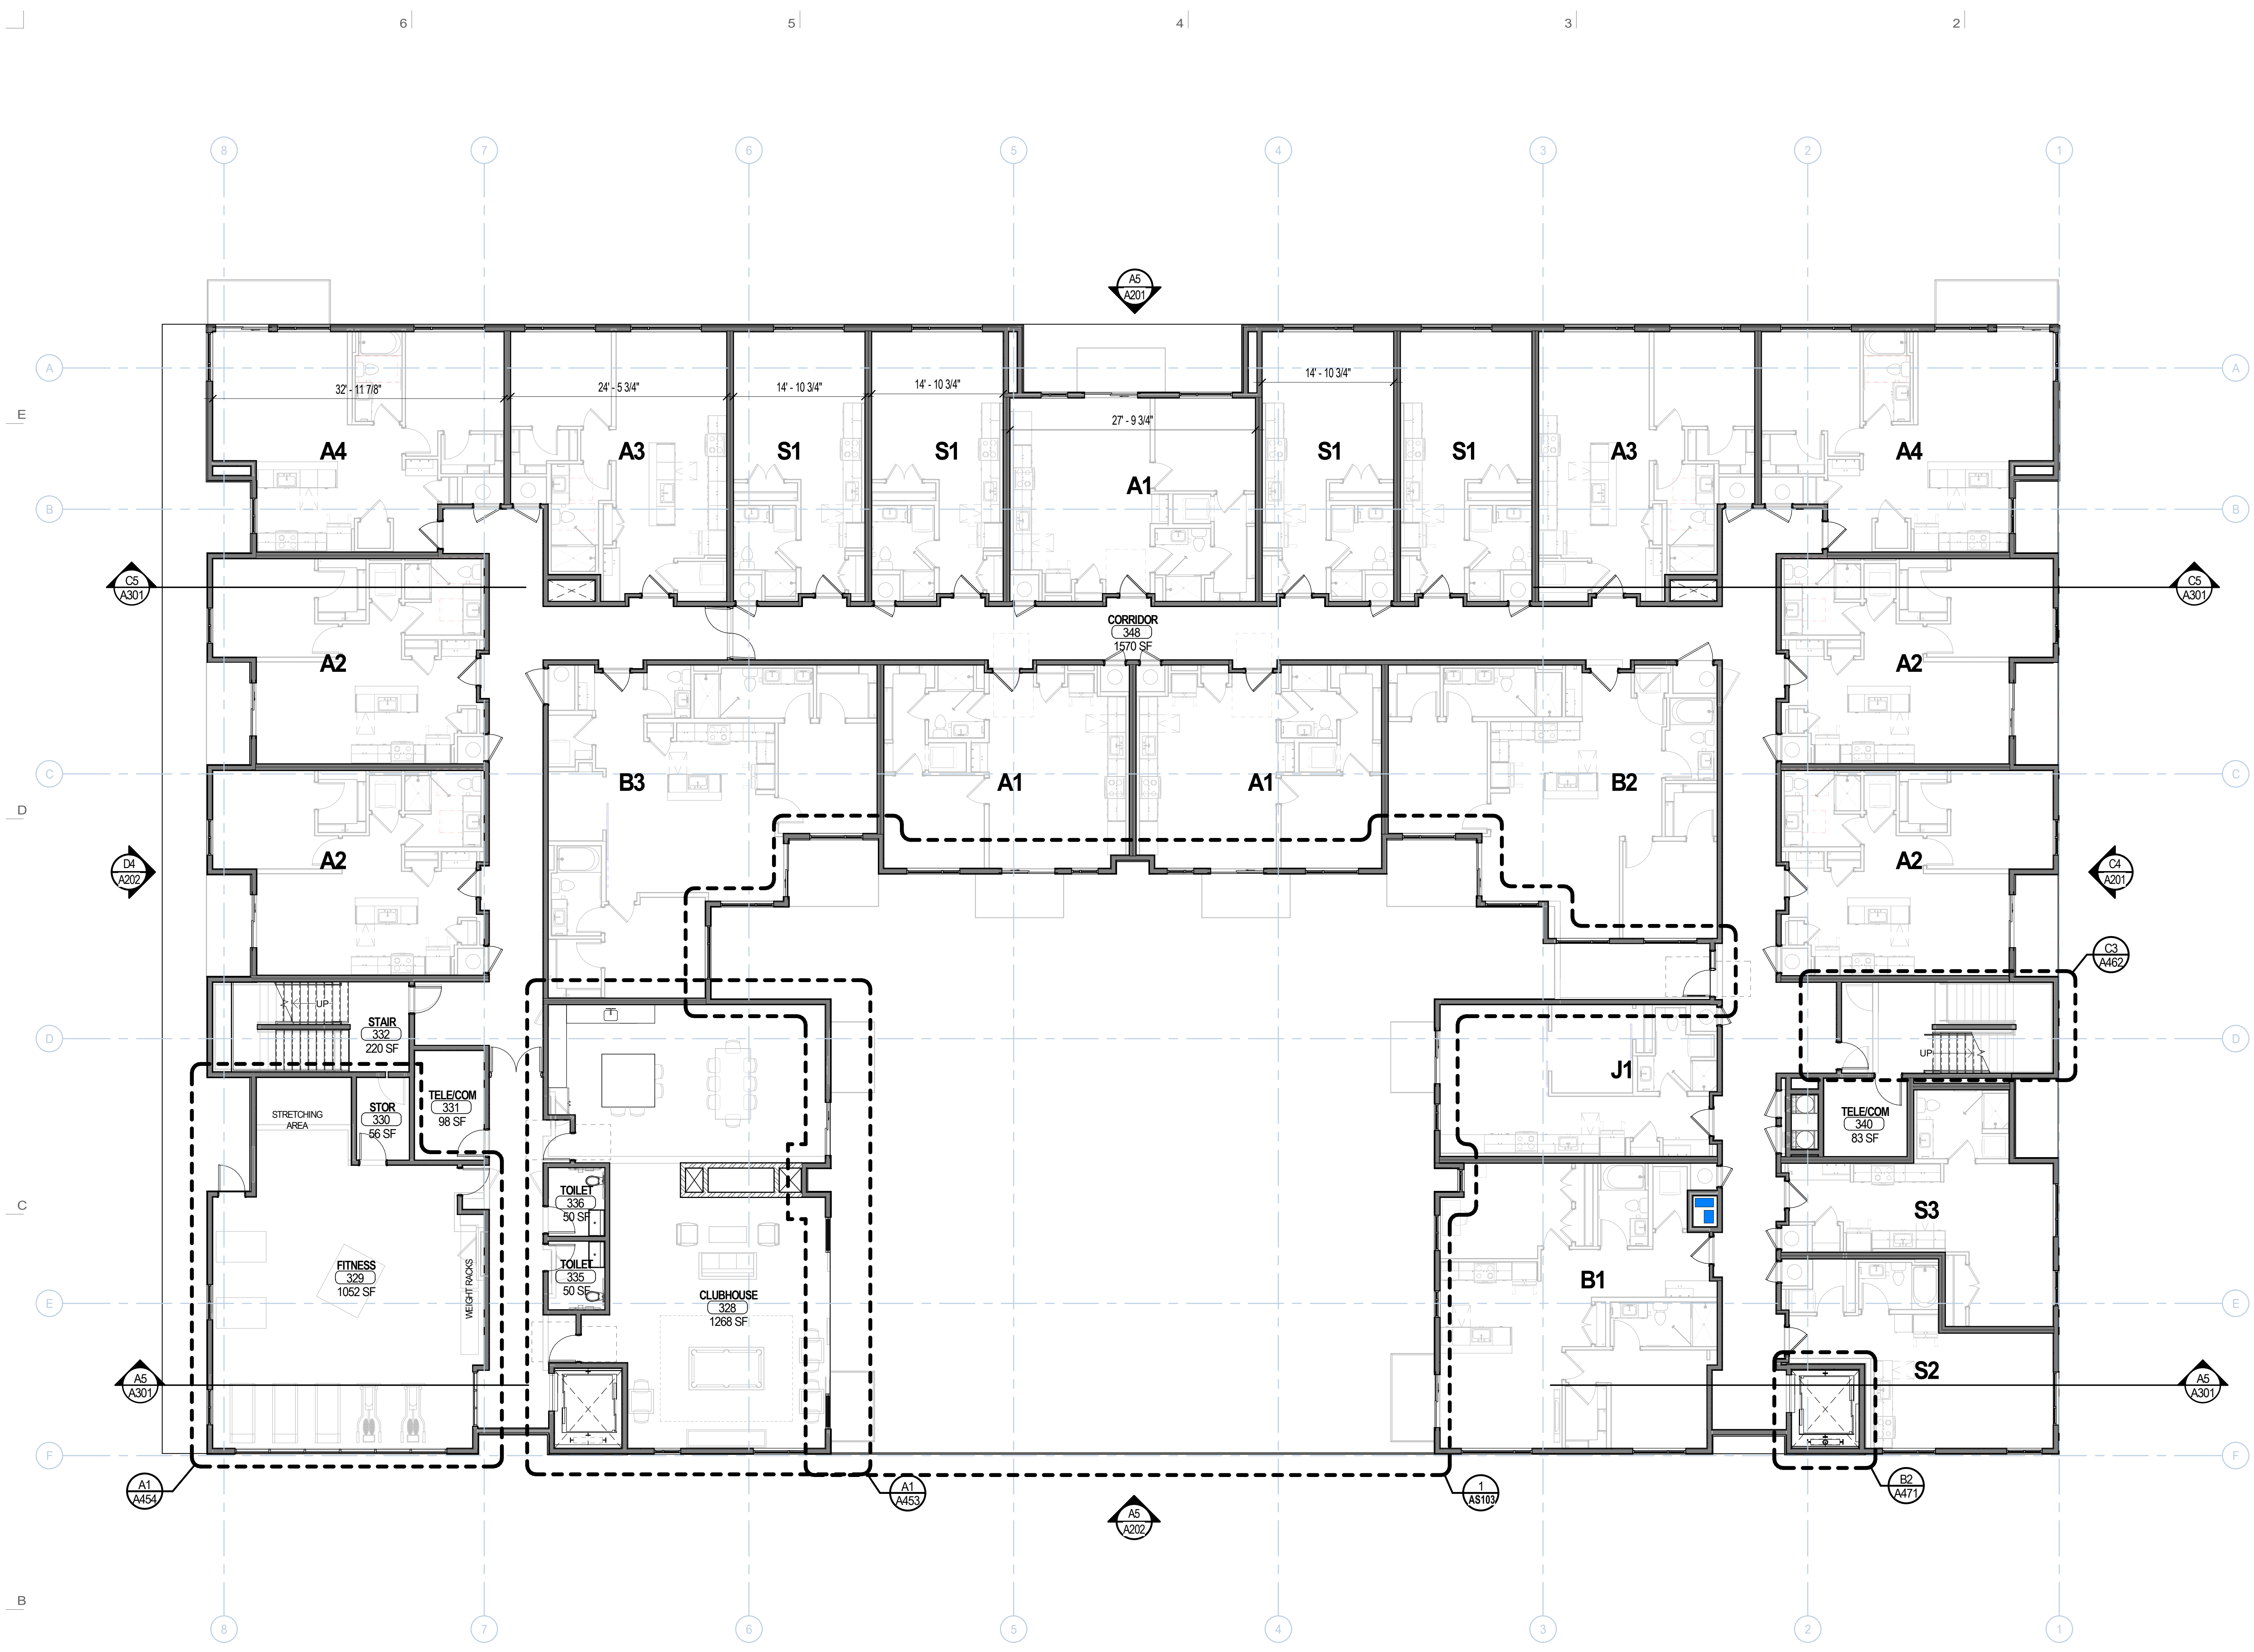 6
5
4
3
2
8
7
6
5
4
3
2
1
A5
A201
A
A
32' - 11 7/8"
24' - 5 3/4"
14' - 10 3/4"
14' - 10 3/4"
14' - 10 3/4"
E
27' - 9 3/4"
A4
A3
S1
S1
A1
S1
S1
A3
A4
B
B
C5
A301
C5
A301
CORRIDOR
348
1570 SF
A2
A2
C
C
B3
A1
A1
B2
D
A2
A2
D4
A202
C4
A201
C3
A462
UP
STAIR
332
220 SF
D
D
UP
J1
TELE/COM
331
98 SF
STOR
330
56 SF
STRETCHING
AREA
TELE/COM
340
83 SF
C
TOILET
336
50 SF
S3
FITNESS
329
1052 SF
WEIGHT RACKS
TOILET
335
50 SF
B1
CLUBHOUSE
328
1268 SF
E
E
S2
A5
A301
A5
A301
F
F
A1
A454
A1
A453
1
AS103
B2
A471
A5
A202
B
8
7
6
5
4
3
2
1